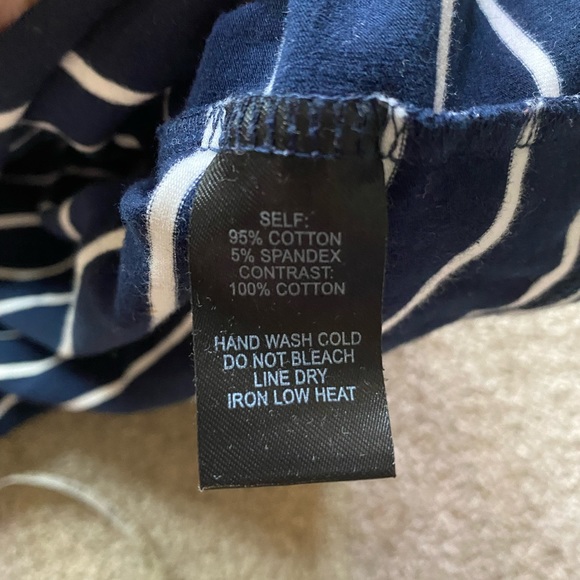 SELF:
95% COTTON
5% SPANDEX
CONTRAST:
100% COTTON
HAND WASH COLD
DO NOT BLEACH
LINE DRY
IRON LOW HEAT